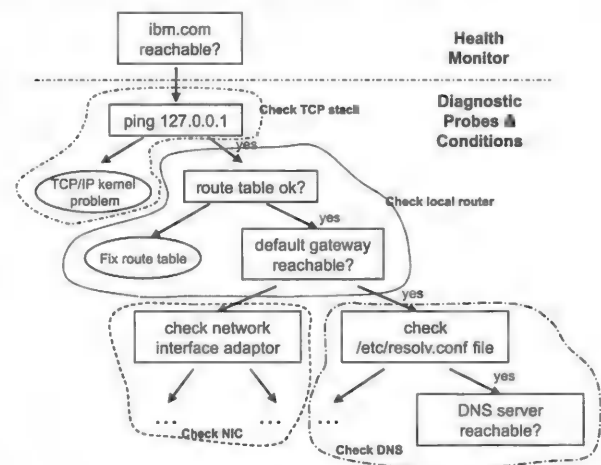 ibm.com
reachable?
Health
Monitor
ping 127.0.0.1
Check TCP stacli
Diagnostic
Probes &
Conditions
yes
TCP/IP kernel
problem
route table ok?
Check local router
yes
Fix route table
default gateway
reachable?
yes
check network
interface adaptor
check
/etc/resolv.conf file
yes
...
...
...
DNS server
reachable?
Check NIC
Check DNS